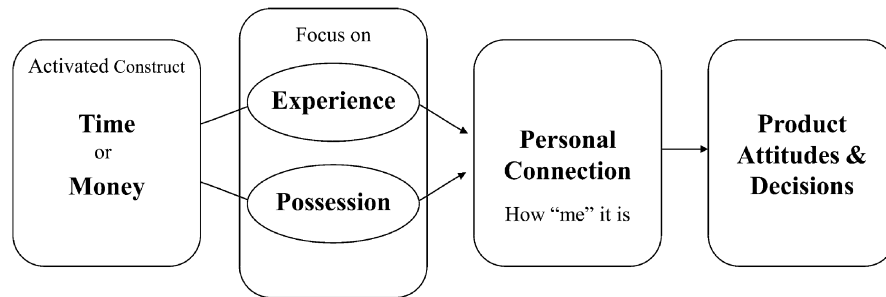 Activated Construct
Time
or
Money
Focus on
Experience
Possession
Personal
Connection
How “me” it is
Product
Attitudes &
Decisions